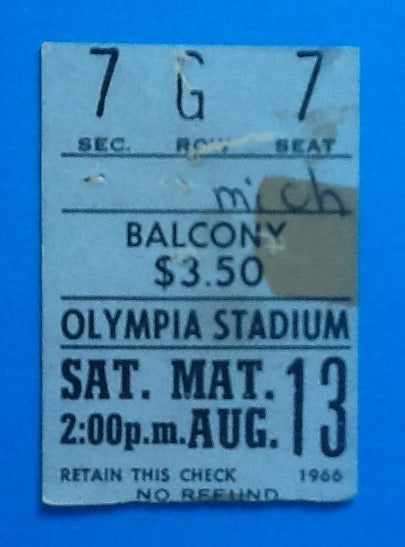 7 G 7
SEC. ROW SEAT
mich
BALCONY
$3.50
OLYMPIA STADIUM
SAT. MAT. 13
2:00p.m. AUG.
RETAIN THIS CHECK 1966
NO REFUND